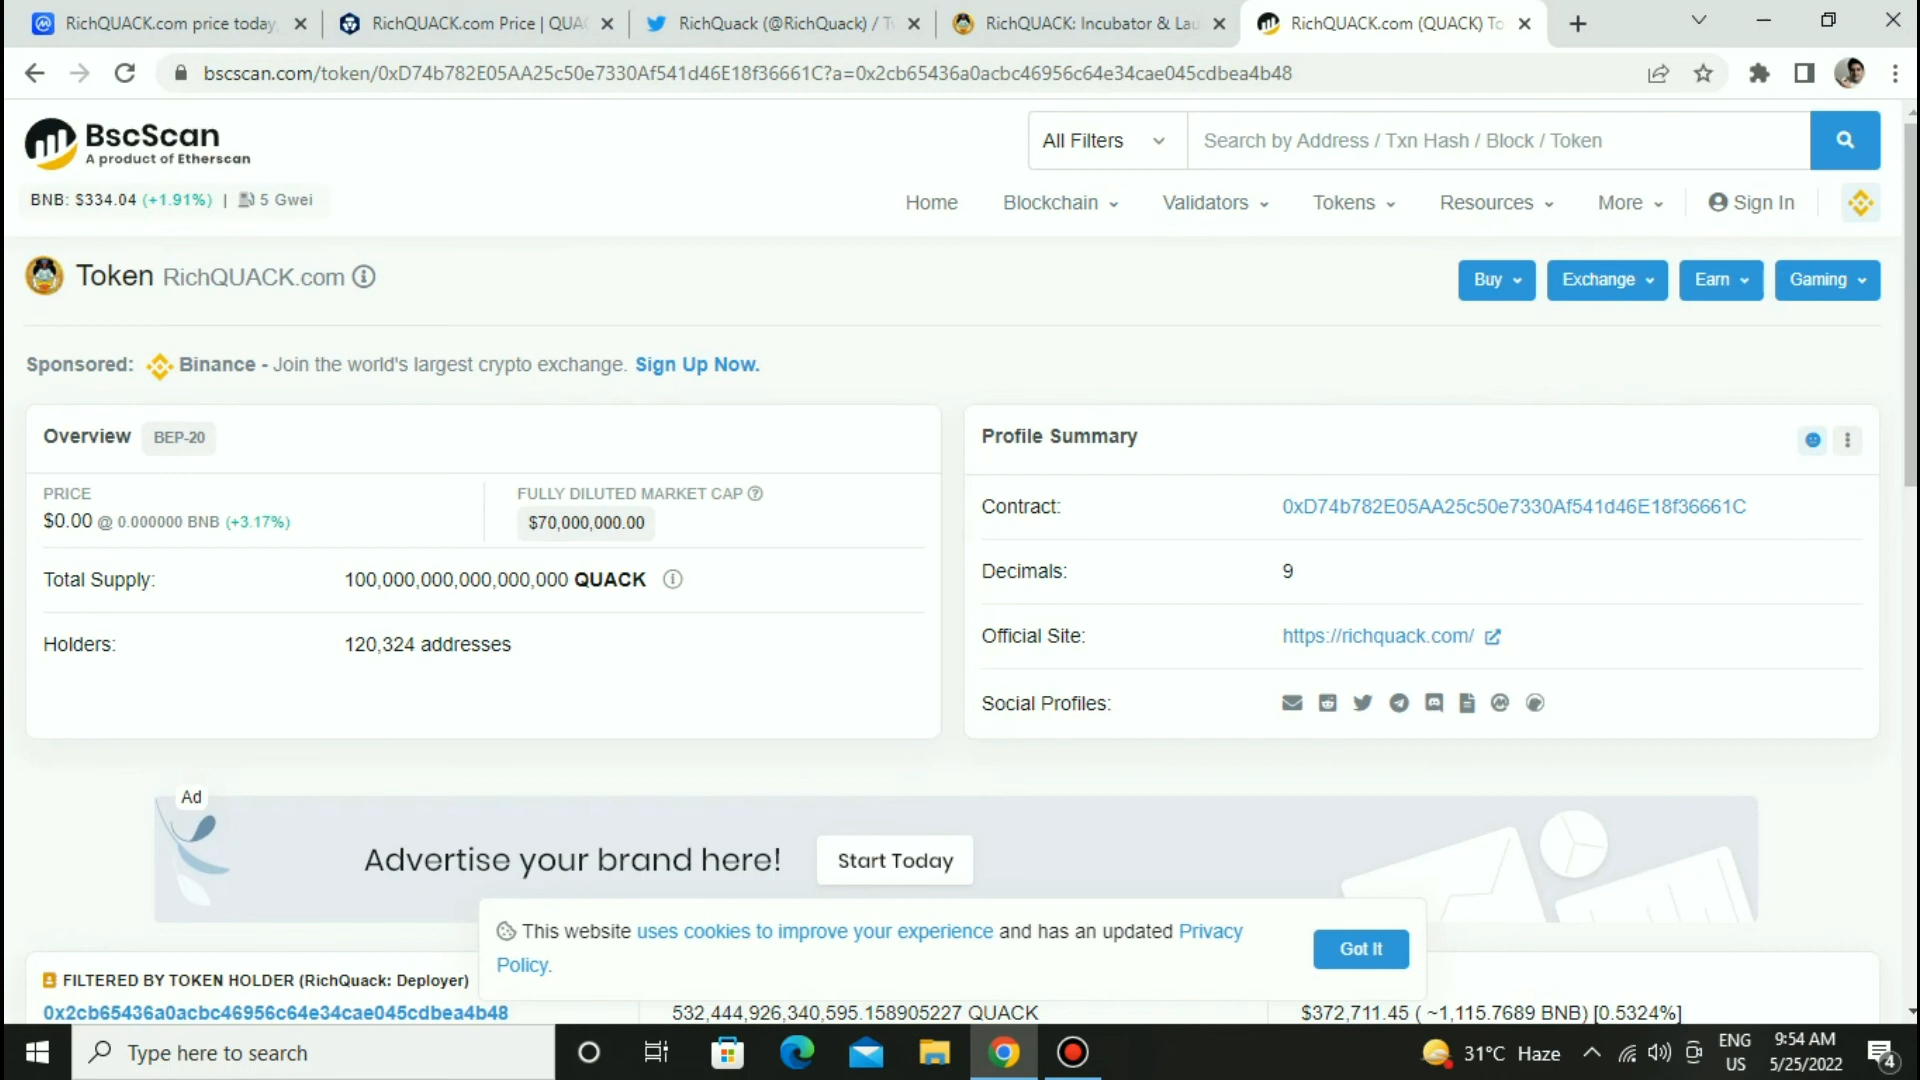 RichQUACK.com price today,
RichQUACK.com Price | QUAC
RichQuack (@RichQuack) / Tw
RichQUACK: Incubator & Lau
RichQUACK.com (QUACK) To
bscscan.com/token/0xD74b782E05AA25c50e7330Af541d46E18f36661C?a=0x2cb65436a0acbc46956c64e34cae045cdbea4b48
BscScan
A product of Etherscan
All Filters
Search by Address / Txn Hash / Block / Token
BNB: $334.04 (+1.91%) | 5 Gwei
Home
Blockchain
Validators
Tokens
Resources
More
Sign In
Token RichQUACK.com
Buy
Exchange
Earn
Gaming
Sponsored: Binance - Join the world's largest crypto exchange. Sign Up Now.
Overview BEP-20
PRICE
$0.00 @ 0.000000 BNB (+3.17%)
FULLY DILUTED MARKET CAP
$70,000,000.00
Total Supply: 100,000,000,000,000,000 QUACK
Holders: 120,324 addresses
Profile Summary
Contract: 0xD74b782E05AA25c50e7330Af541d46E18f36661C
Decimals: 9
Official Site: https://richquack.com/
Social Profiles:
Ad
Advertise your brand here!
Start Today
This website uses cookies to improve your experience and has an updated Privacy
Policy.
Got It
FILTERED BY TOKEN HOLDER (RichQuack: Deployer)
0x2cb65436a0acbc46956c64e34cae045cdbea4b48
532,444,926,340,595.158905227 QUACK
$372,711.45 ( ~1,115.7689 BNB) [0.5324%]
Type here to search
31°C Haze
ENG
US
9:54 AM
5/25/2022
4